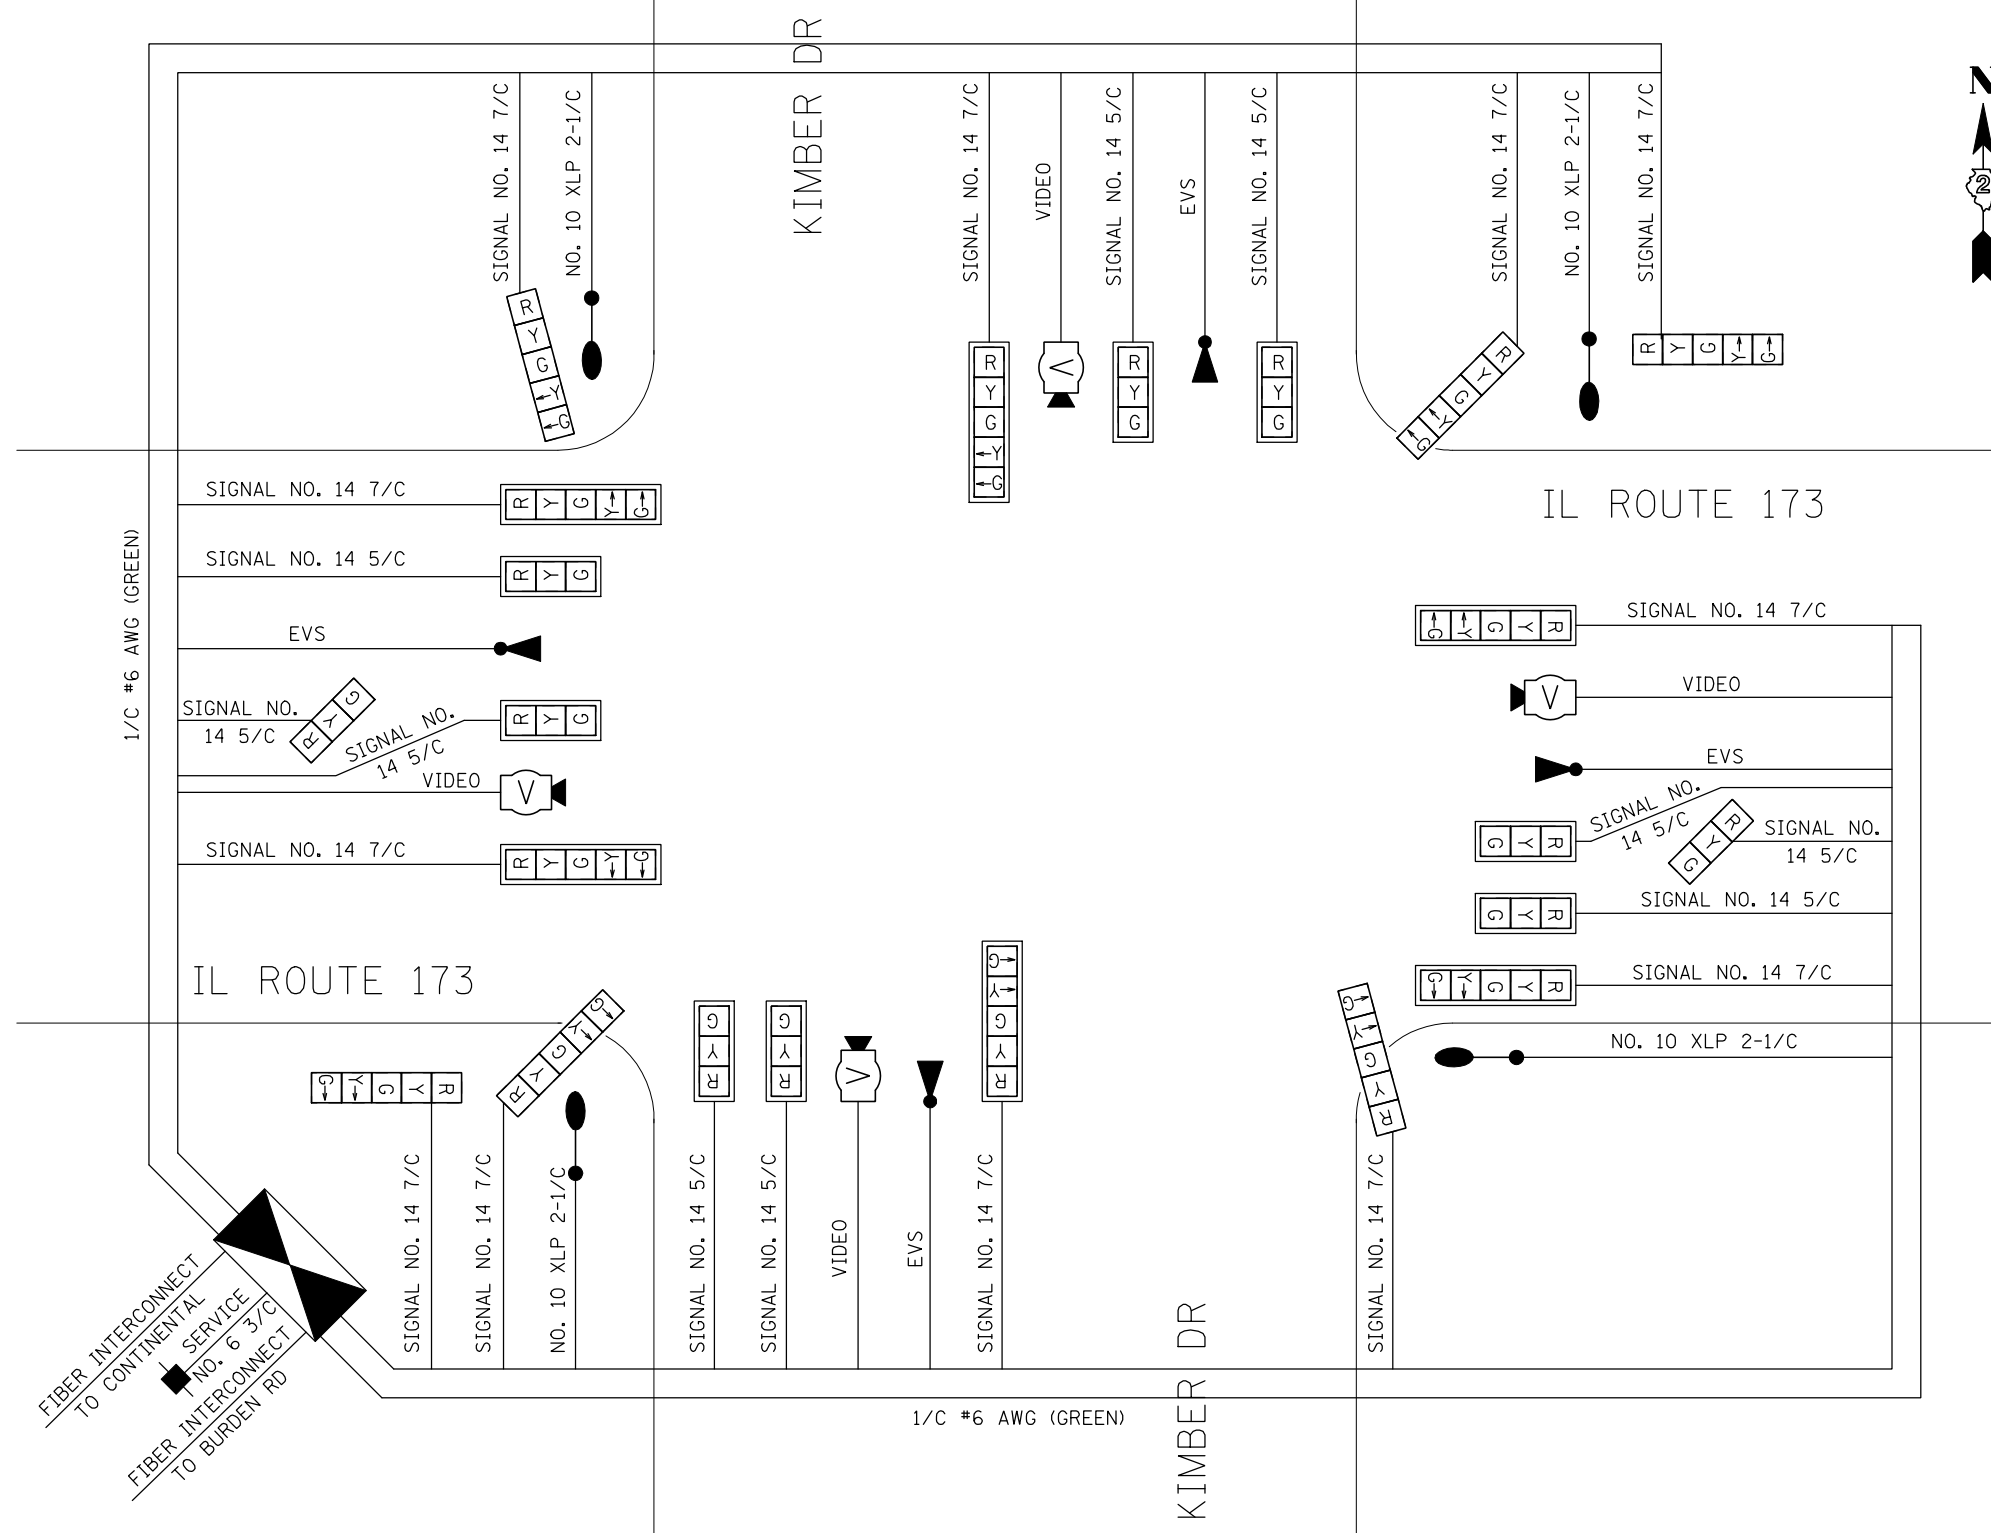 KIMBER DR
SIGNAL NO. 14 7/C
NO. 10 XLP 2-1/C
SIGNAL NO. 14 7/C
VIDEO
SIGNAL NO. 14 5/C
EVS
SIGNAL NO. 14 5/C
SIGNAL NO. 14 7/C
NO. 10 XLP 2-1/C
SIGNAL NO. 14 7/C
N
2
R Y G Y G
R Y G Y G
V
R Y G
R Y G
R Y G Y G
R Y G Y G
IL ROUTE 173
1/C #6 AWG (GREEN)
SIGNAL NO. 14 7/C
R Y G Y G
SIGNAL NO. 14 5/C
R Y G
EVS
SIGNAL NO.
14 5/C
R Y G
SIGNAL NO.
14 5/C
R Y G
VIDEO
V
SIGNAL NO. 14 7/C
R Y G Y G
IL ROUTE 173
G Y G Y R
SIGNAL NO. 14 7/C
V
VIDEO
EVS
G Y R
SIGNAL NO.
14 5/C
G Y R
SIGNAL NO.
14 5/C
G Y R
SIGNAL NO. 14 5/C
G Y G Y R
SIGNAL NO. 14 7/C
NO. 10 XLP 2-1/C
G Y G Y R
R Y G Y G
G Y R
G Y R
V
G Y G Y R
G Y G Y R
SIGNAL NO. 14 7/C
SIGNAL NO. 14 7/C
NO. 10 XLP 2-1/C
SIGNAL NO. 14 5/C
SIGNAL NO. 14 5/C
VIDEO
EVS
SIGNAL NO. 14 7/C
SIGNAL NO. 14 7/C
KIMBER DR
1/C #6 AWG (GREEN)
FIBER INTERCONNECT
TO CONTINENTAL
SERVICE
NO. 6 3/C
FIBER INTERCONNECT
TO BURDEN RD